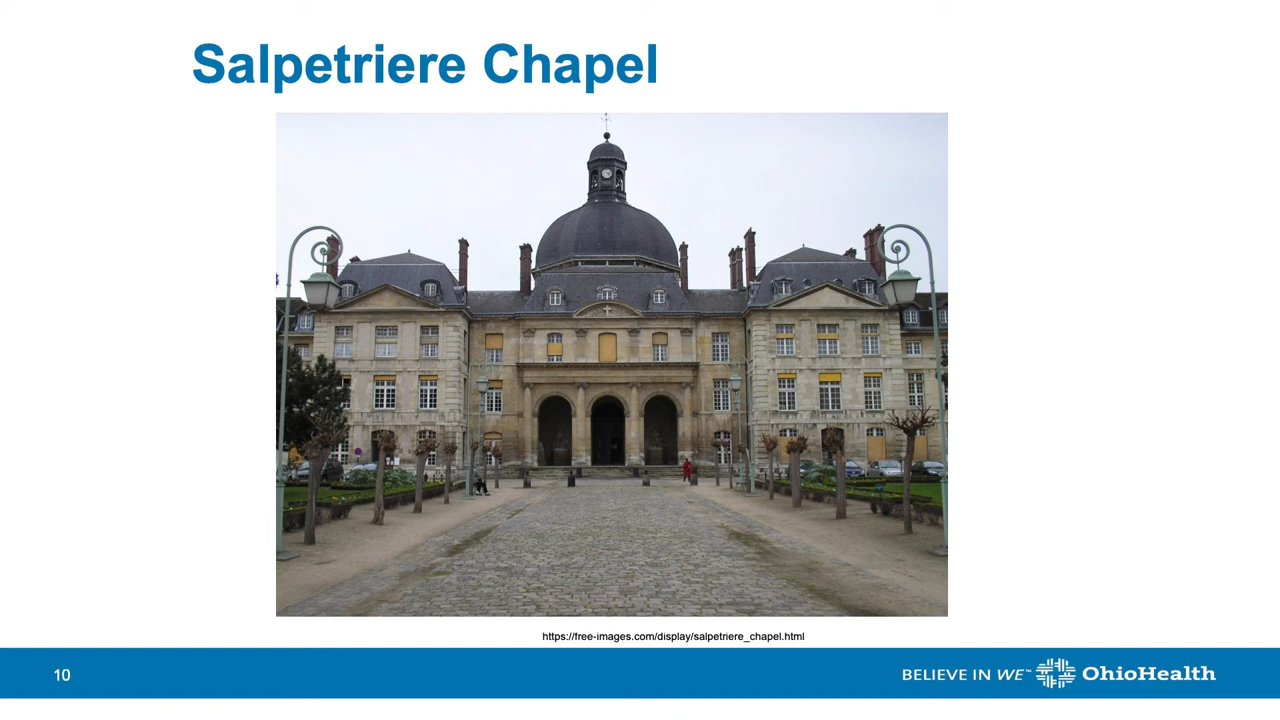 Salpetriere Chapel
https://free-images.com/display/salpetriere_chapel.html
10
BELIEVE IN WE™ OhioHealth